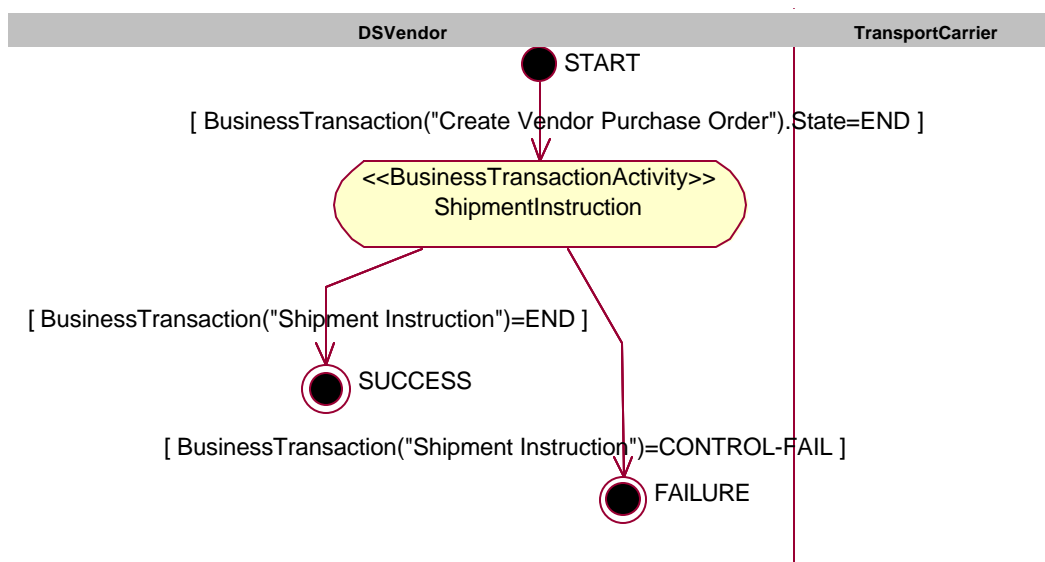 DSVendor
TransportCarrier
START
[ BusinessTransaction("Create Vendor Purchase Order").State=END ]
<<BusinessTransactionActivity>>
ShipmentInstruction
[ BusinessTransaction("Shipment Instruction")=END ]
SUCCESS
[ BusinessTransaction("Shipment Instruction")=CONTROL-FAIL ]
FAILURE